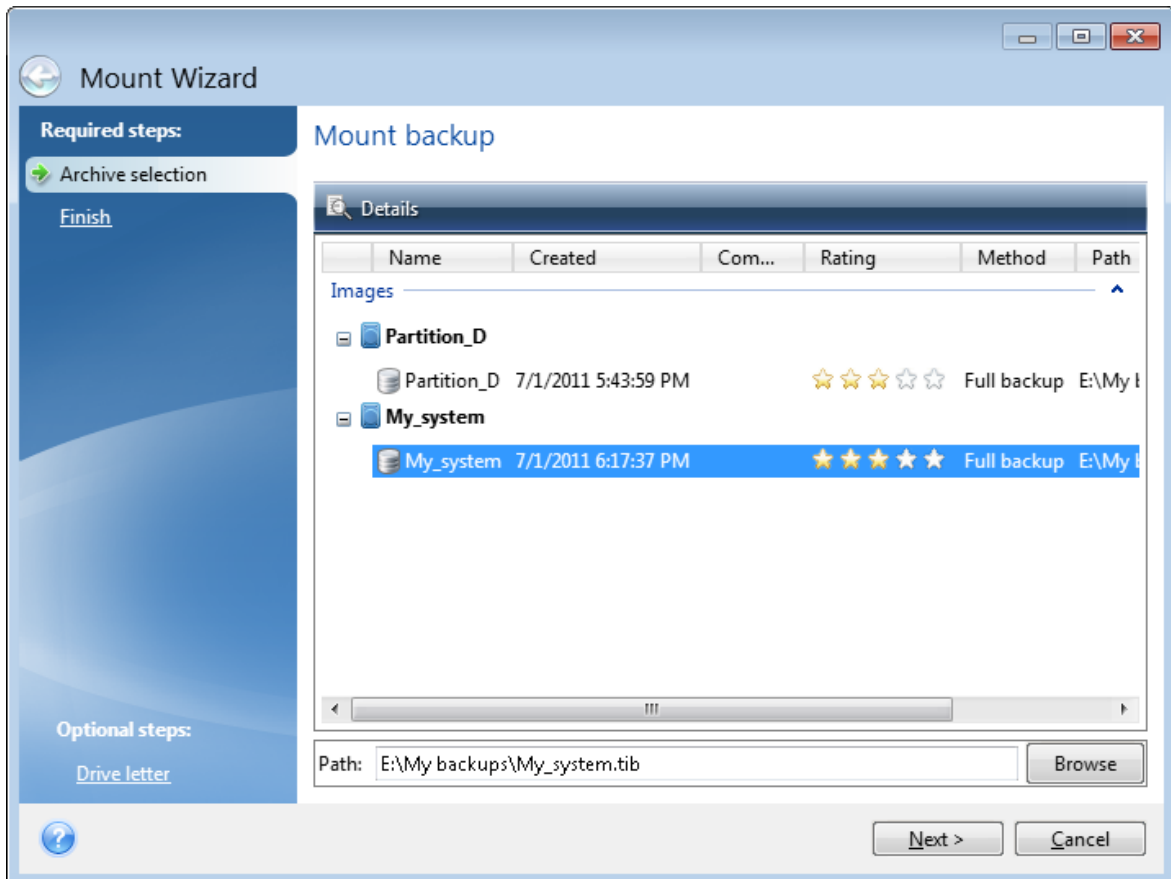 Mount Wizard
Required steps:
Archive selection
Finish
Optional steps:
Drive letter
Mount backup
Details
Name Created Com... Rating Method Path
Images
Partition_D
Partition_D 7/1/2011 5:43:59 PM Full backup E:\My
My_system
My_system 7/1/2011 6:17:37 PM Full backup E:\My
Path: E:\My backups\My_system.tib Browse
Next > Cancel